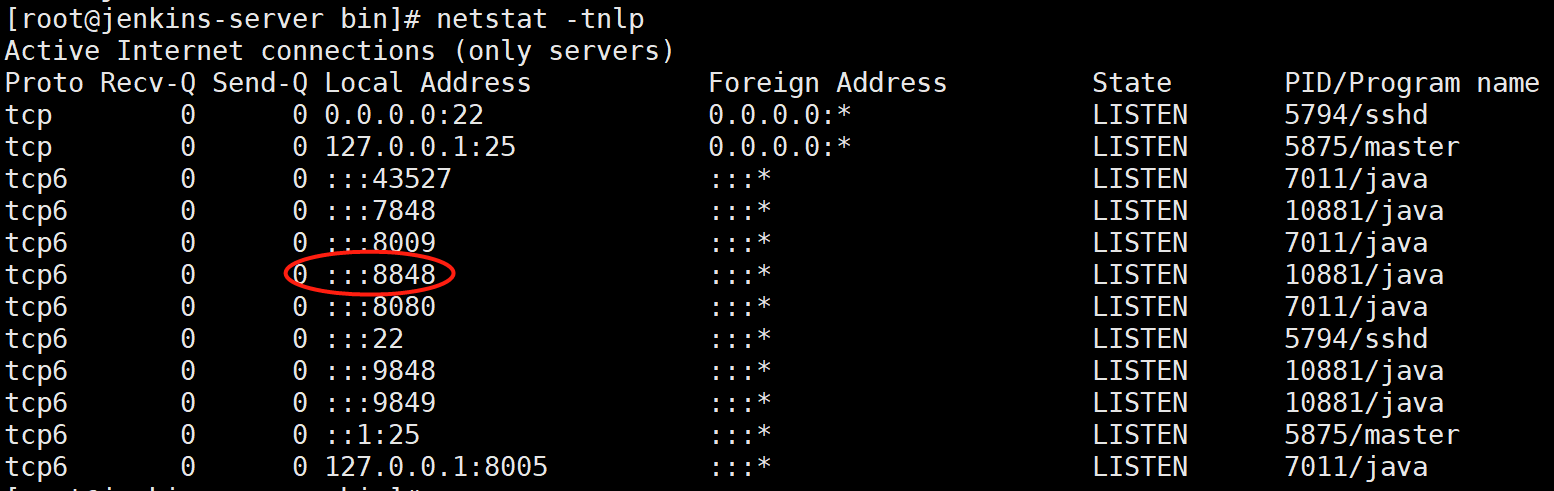 [root@jenkins-server bin]# netstat -tnlp
Active Internet connections (only servers)
Proto Recv-Q Send-Q Local Address           Foreign Address         State       PID/Program name
tcp        0      0 0.0.0.0:22              0.0.0.0:*               LISTEN      5794/sshd
tcp        0      0 127.0.0.1:25            0.0.0.0:*               LISTEN      5875/master
tcp6       0      0 :::43527                :::*                    LISTEN      7011/java
tcp6       0      0 :::7848                 :::*                    LISTEN      10881/java
tcp6       0      0 :::8009                 :::*                    LISTEN      7011/java
tcp6       0      0 :::8848                 :::*                    LISTEN      10881/java
tcp6       0      0 :::8080                 :::*                    LISTEN      7011/java
tcp6       0      0 :::22                   :::*                    LISTEN      5794/sshd
tcp6       0      0 :::9848                 :::*                    LISTEN      10881/java
tcp6       0      0 :::9849                 :::*                    LISTEN      10881/java
tcp6       0      0 ::1:25                  :::*                    LISTEN      5875/master
tcp6       0      0 127.0.0.1:8005          :::*                    LISTEN      7011/java